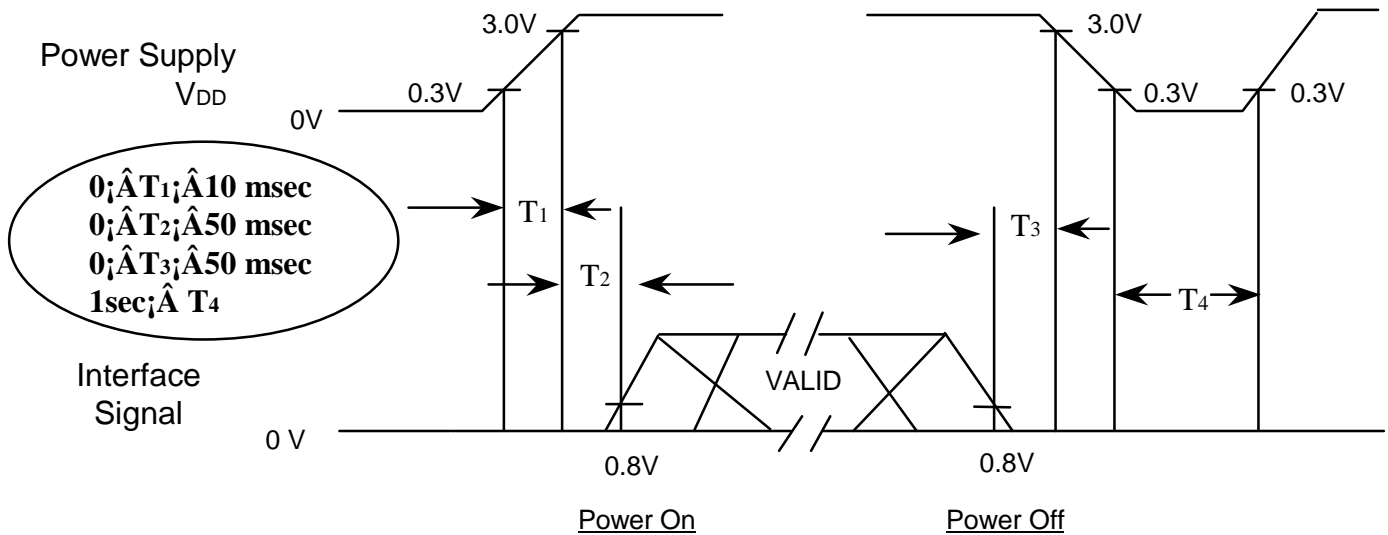 3.0V
3.0V
Power Supply
VDD
0.3V
0.3V
0.3V
0V
0¡ÂT1¡Â10 msec
0¡ÂT2¡Â50 msec
0¡ÂT3¡Â50 msec
1sec¡Â T4
T1
T2
T3
T4
Interface
Signal
VALID
0 V
0.8V
0.8V
Power On
Power Off